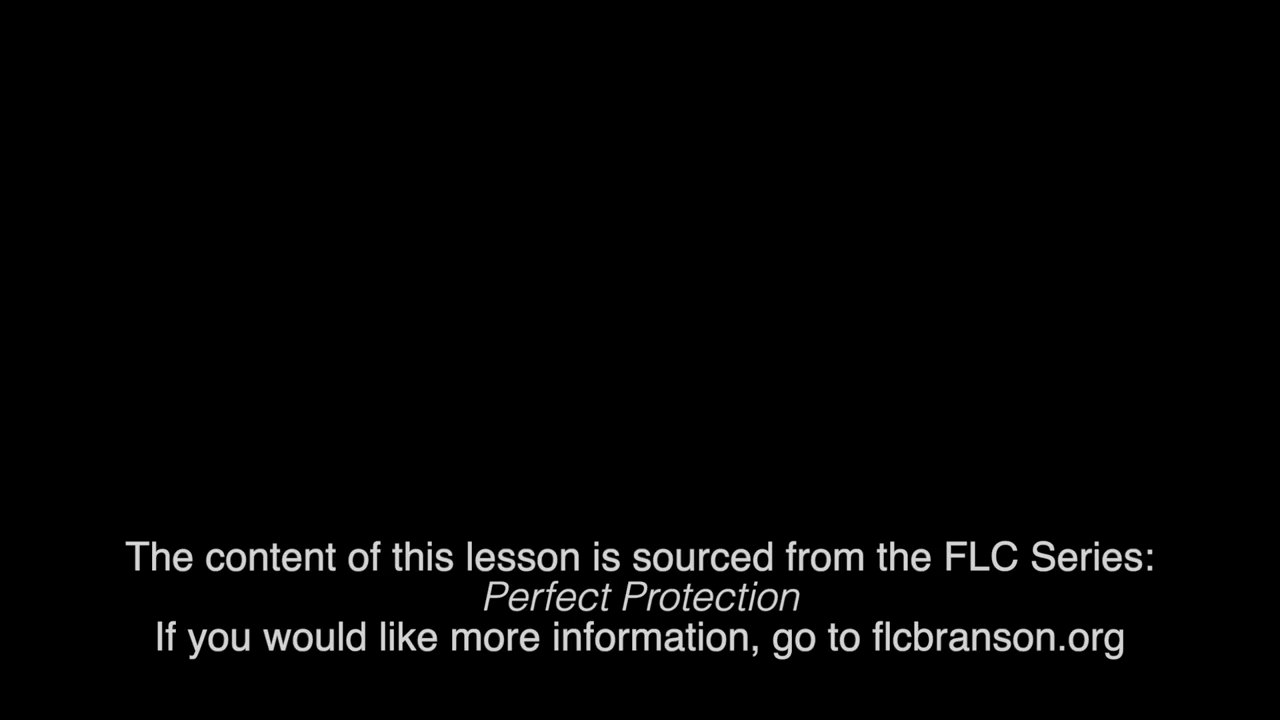 The content of this lesson is sourced from the FLC Series:
Perfect Protection
If you would like more information, go to flcbranson.org